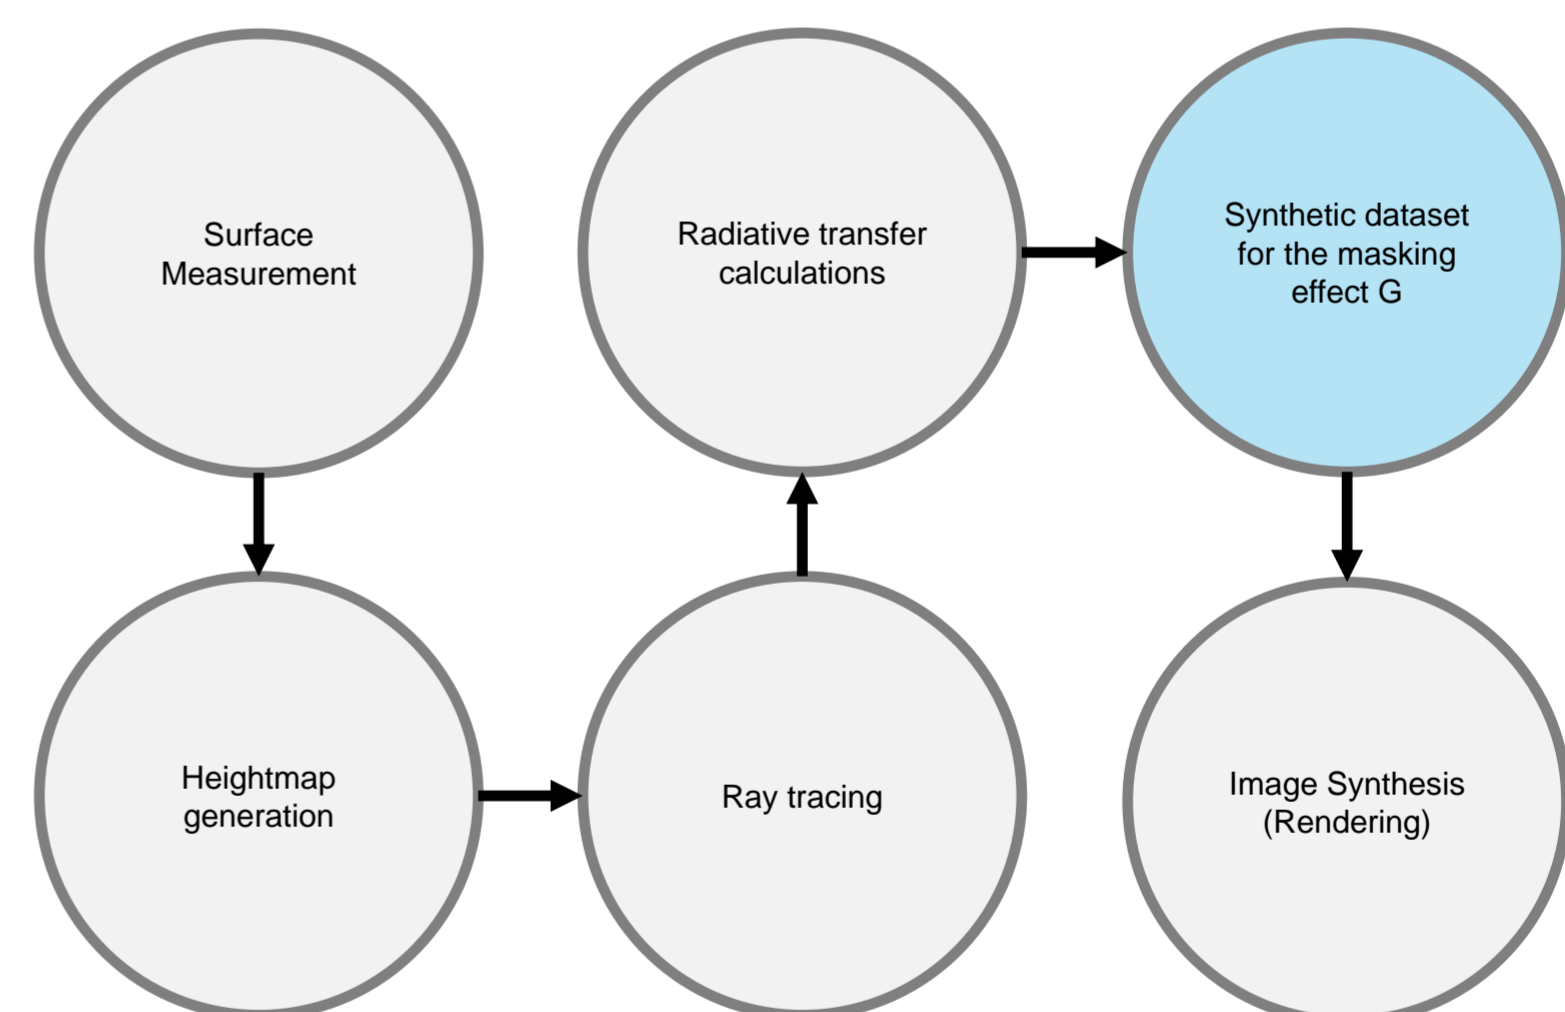 Surface
Measurement
Radiative transfer
calculations
Synthetic dataset
for the masking
effect G
Heightmap
generation
Ray tracing
Image Synthesis
(Rendering)